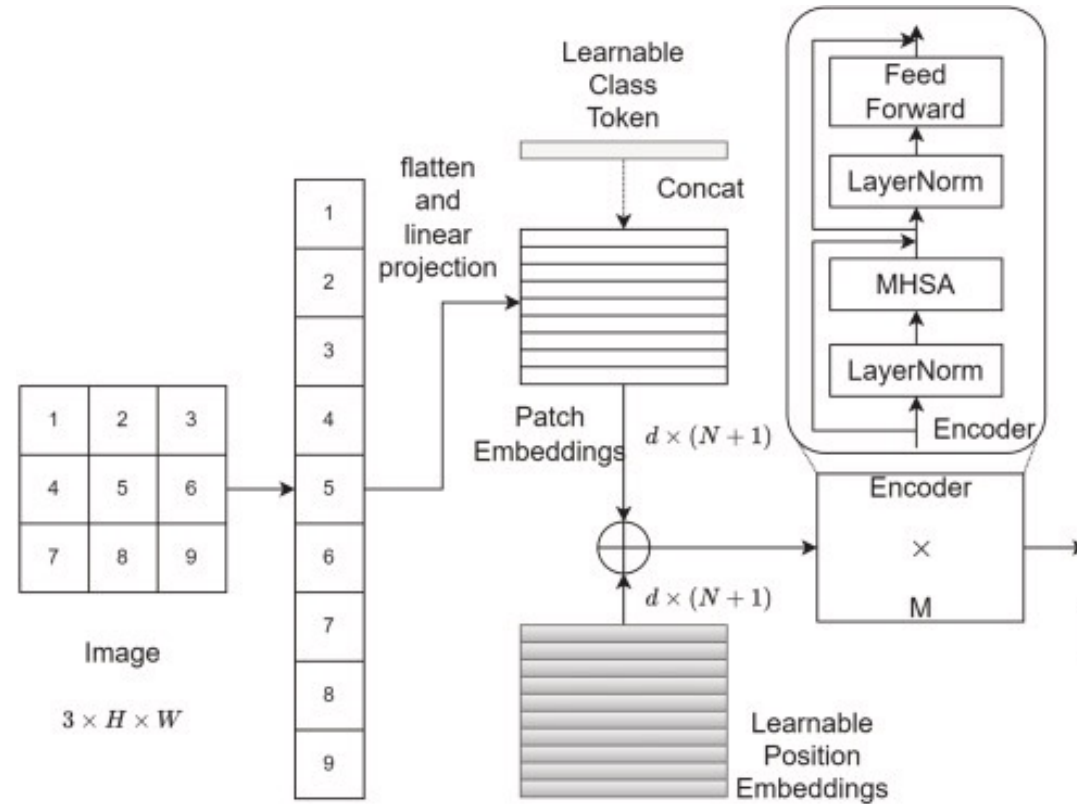 1 2 3
4 5 6
7 8 9
Image
3 × H × W
1
2
3
4
5
6
7
8
9
flatten
and
linear
projection
Learnable
Class
Token
Concat
Patch
Embeddings
d × (N + 1)
d × (N + 1)
Learnable
Position
Embeddings
Feed
Forward
LayerNorm
MHSA
LayerNorm
Encoder
Encoder
×
M